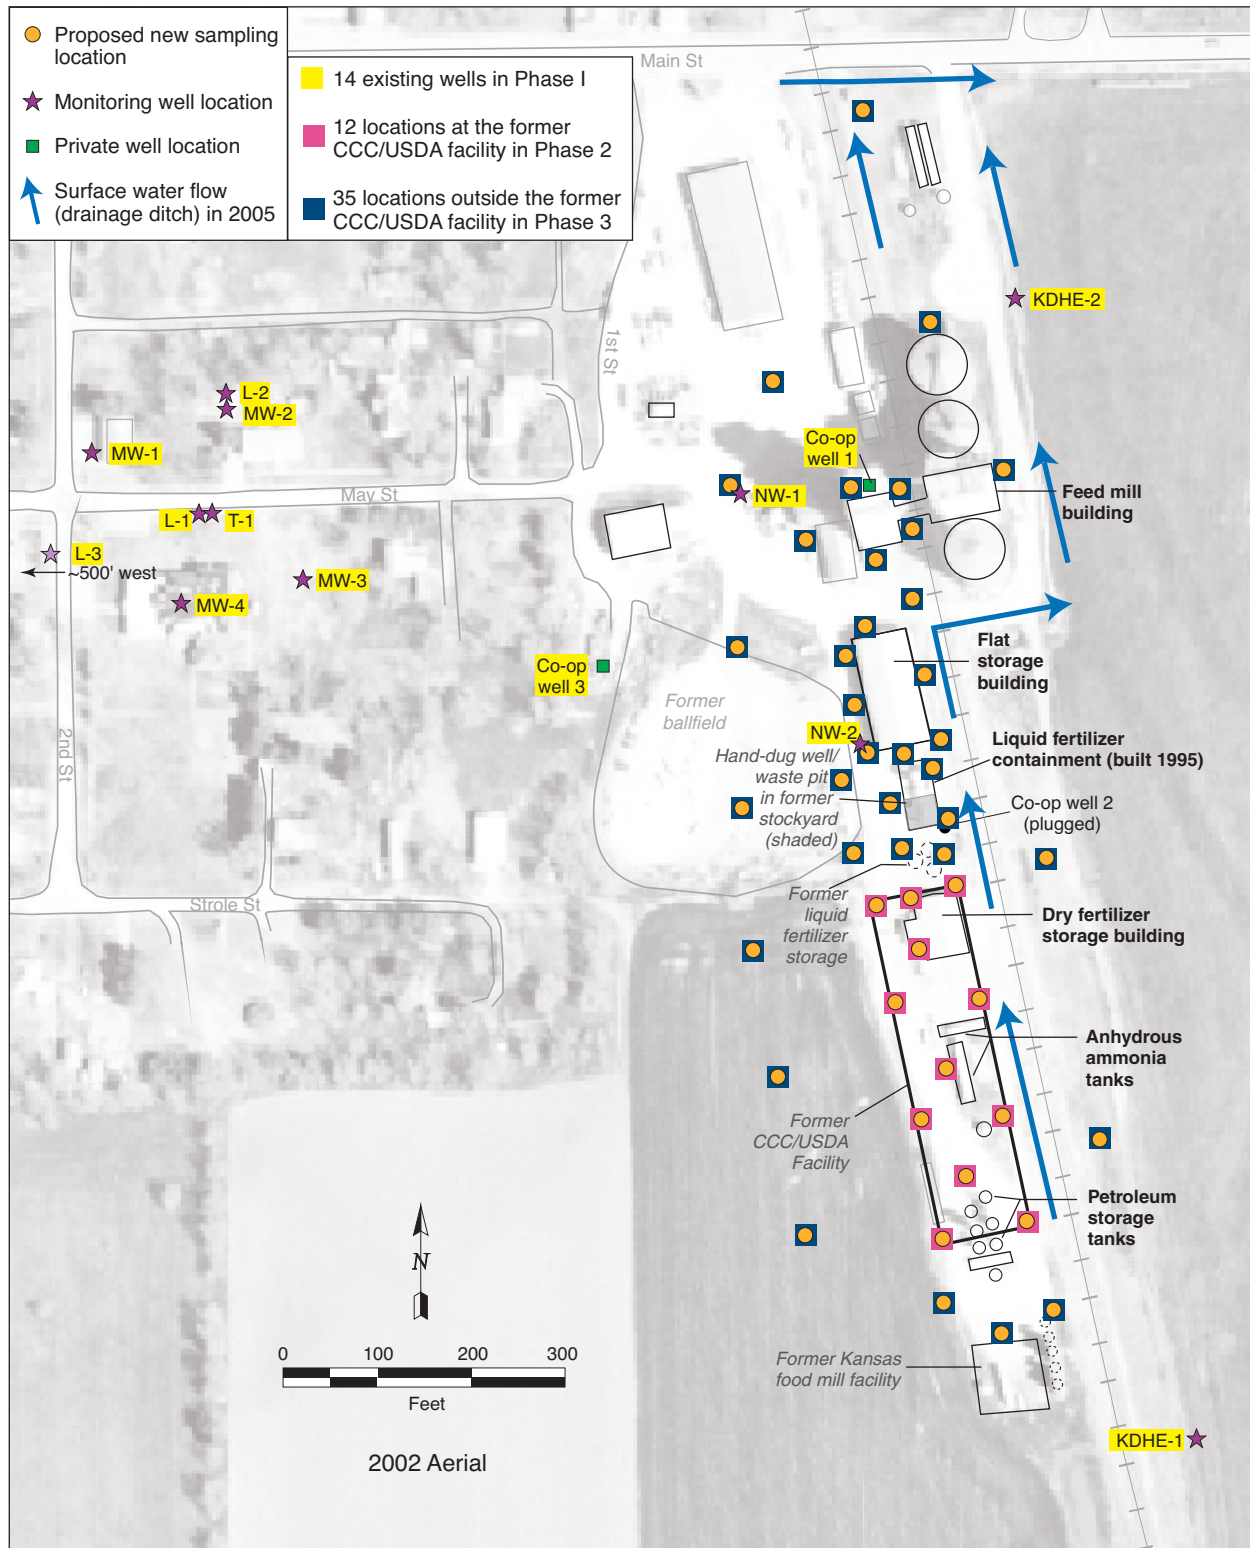 Proposed new sampling
location
Monitoring well location
Private well location
Surface water flow
(drainage ditch) in 2005
14 existing wells in Phase I
12 locations at the former
CCC/USDA facility in Phase 2
35 locations outside the former
CCC/USDA facility in Phase 3
Main St
KDHE-2
1st St
L-2
MW-2
MW-1
Co-op
well 1
May St
NW-1
Feed mill
building
L-1
T-1
L-3
~500' west
MW-3
MW-4
Co-op
well 3
Flat
storage
building
Former
ballfield
2nd St
NW-2
Hand-dug well/
waste pit
in former
stockyard
(shaded)
Liquid fertilizer
containment (built 1995)
Co-op well 2
(plugged)
Strole St
Former
liquid
fertilizer
storage
Dry fertilizer
storage building
Anhydrous
ammonia
tanks
Former
CCC/USDA
Facility
Petroleum
storage
tanks
N
0 100 200 300
Feet
Former Kansas
food mill facility
2002 Aerial
KDHE-1